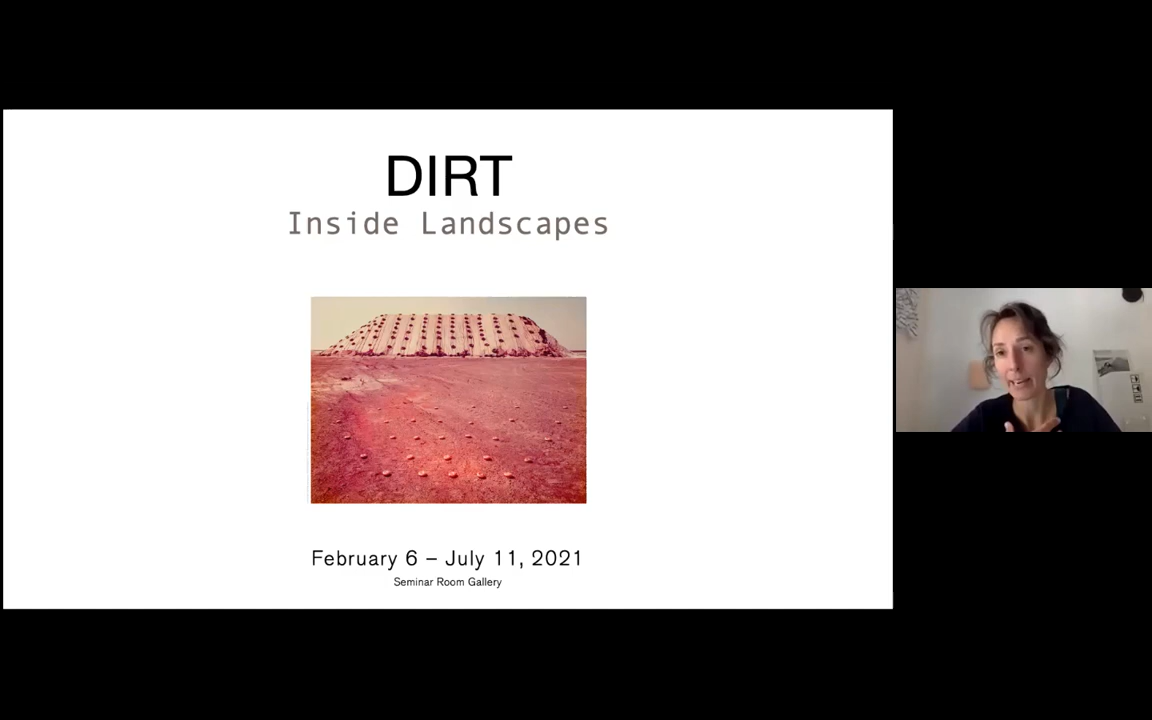 DIRT
Inside Landscapes
February 6 – July 11, 2021
Seminar Room Gallery